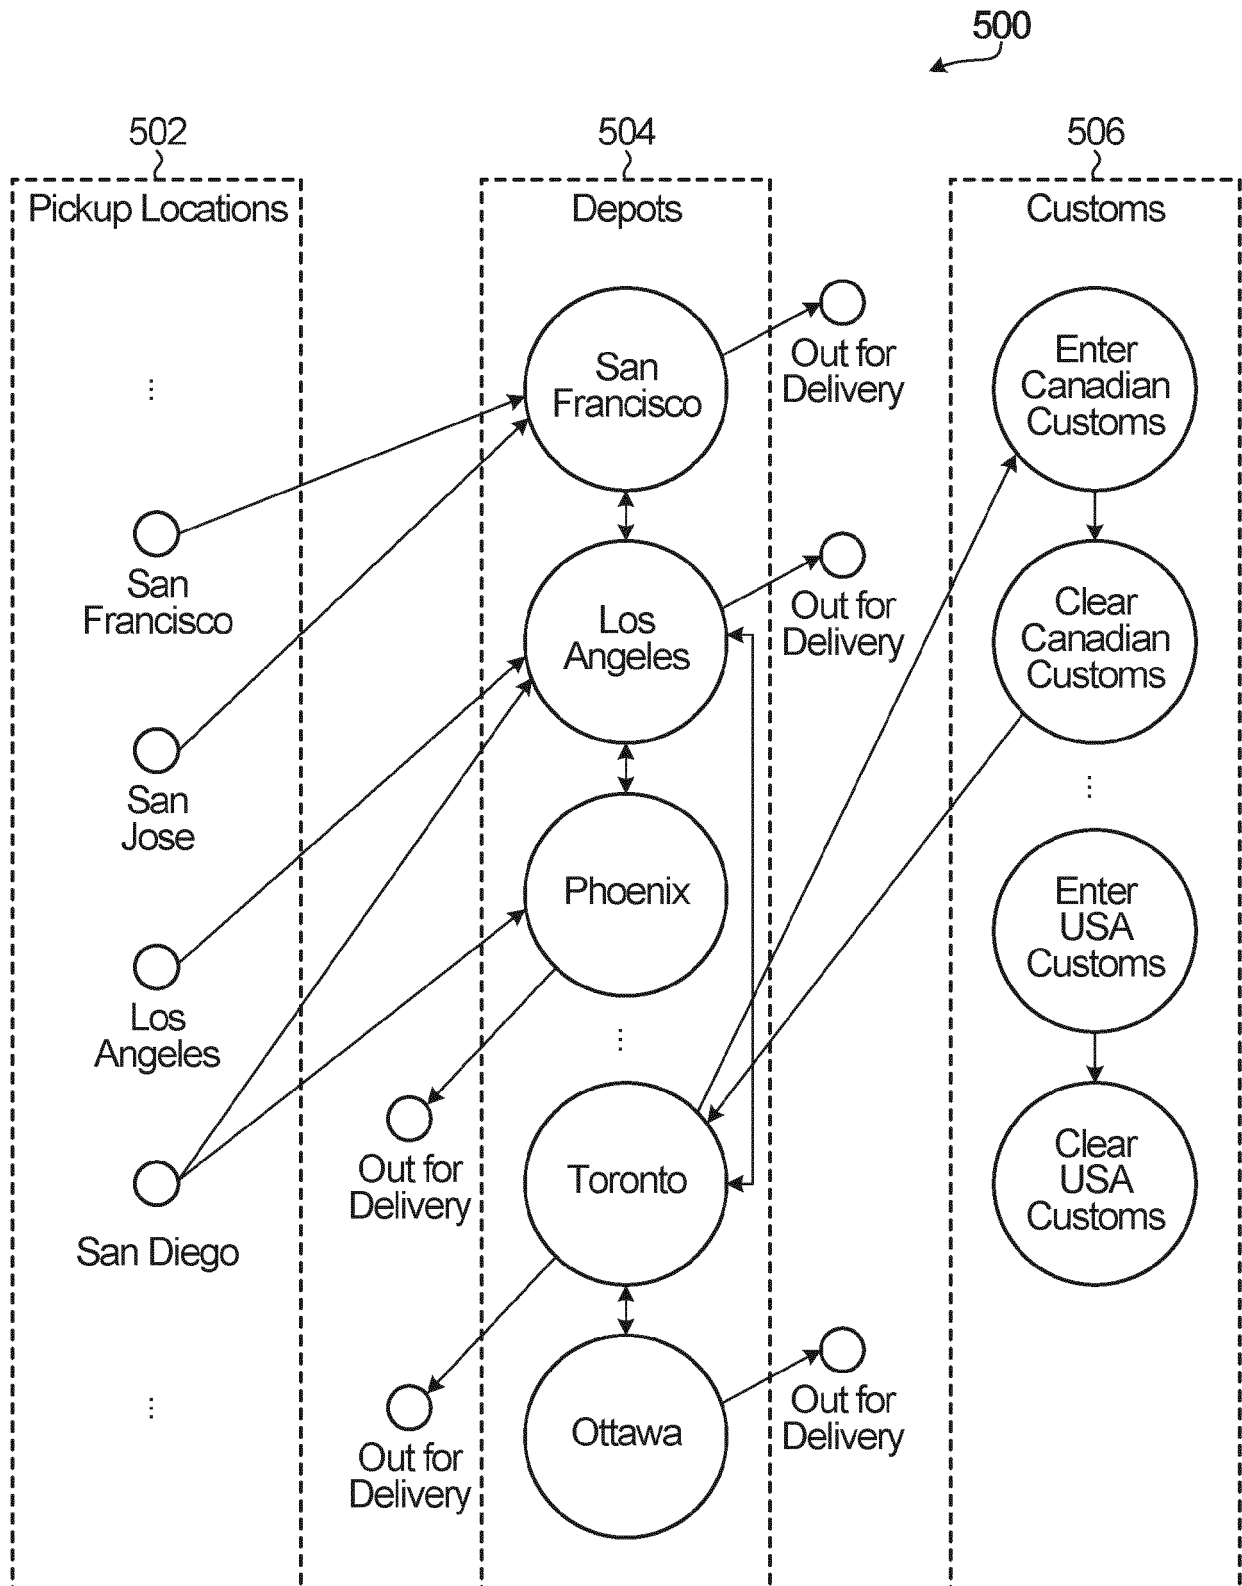 500
502
504
506
Pickup Locations
Depots
Customs
...
San
Francisco
San
Jose
Los
Angeles
San Diego
...
San
Francisco
Out for
Delivery
Los
Angeles
Out for
Delivery
Phoenix
Out for
Delivery
...
Toronto
Out for
Delivery
Ottawa
Out for
Delivery
Enter
Canadian
Customs
Clear
Canadian
Customs
...
Enter
USA
Customs
Clear
USA
Customs